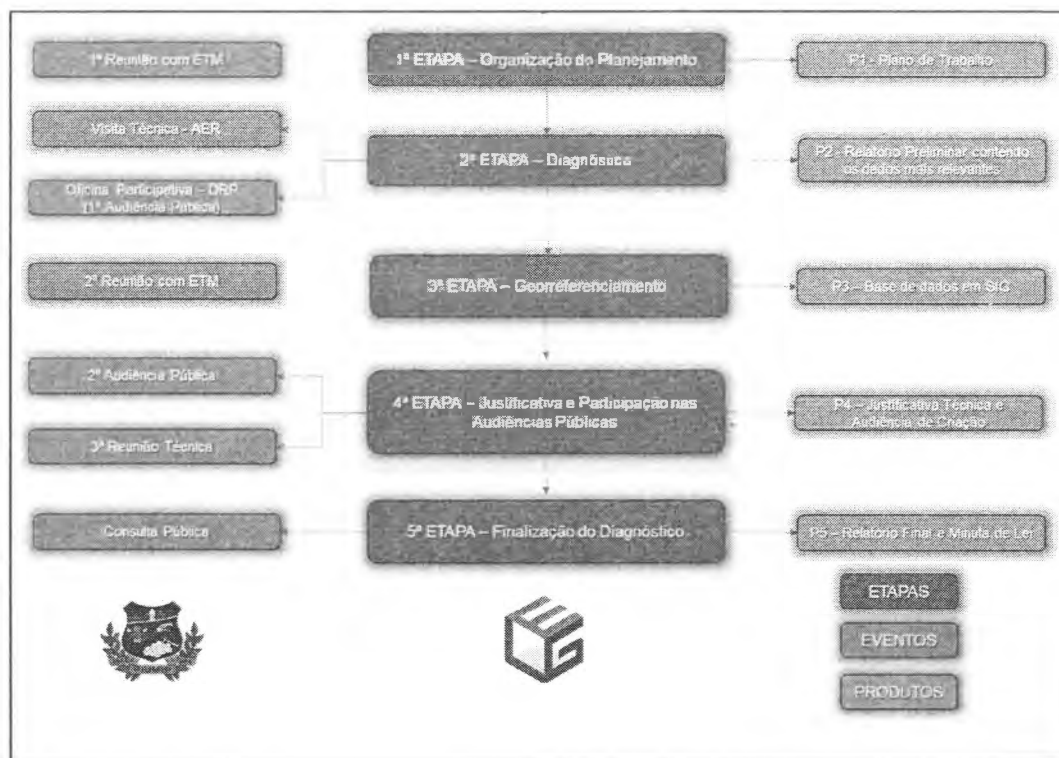 1ª Reunião com ETM
1ª ETAPA – Organização do Planejamento
P1 - Plano de Trabalho
Visita Técnica - AER
2ª ETAPA – Diagnóstica
P2 - Relatório Preliminar contendo
os dados mais relevantes
Oficina Participativa – DRP
(1ª Audiência Pública)
2ª Reunião com ETM
3ª ETAPA – Georreferenciamento
P3 – Base de dados em SIG
2ª Audiência Pública
4ª ETAPA – Justificativa e Participação nas
Audiências Públicas
P4 – Justificativa Técnica e
Audiência de Criação
3ª Reunião Técnica
Consulta Pública
5ª ETAPA – Finalização do Diagnóstico
P5 – Relatório Final e Minuta de Lei
ETAPAS
EVENTOS
PRODUTOS